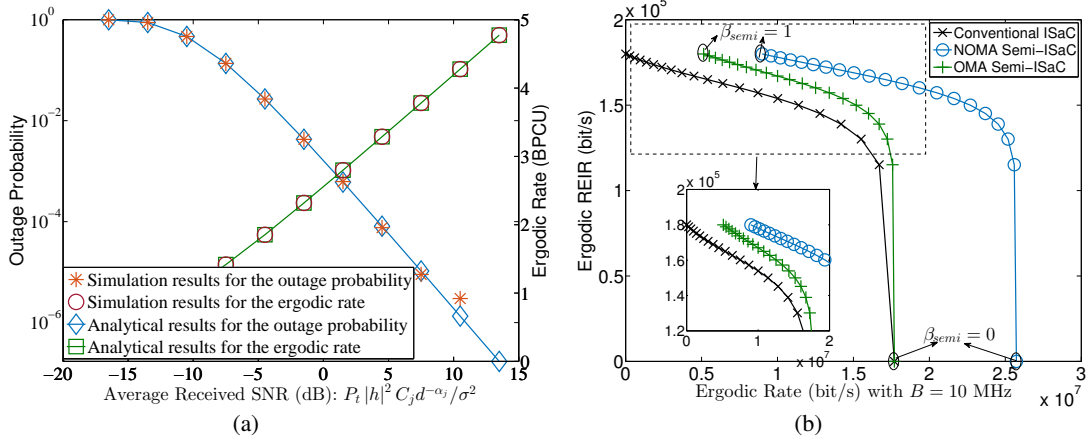 (a)
10^0
10^-2
10^-4
10^-6
Outage Probability
5
4
3
2
1
0
Ergodic Rate (BPCU)
Simulation results for the outage probability
Simulation results for the ergodic rate
Analytical results for the outage probability
Analytical results for the ergodic rate
−20 −15 −10 −5 0 5 10 15
Average Received SNR (dB): $P_t |h|^2 C_j d^{-\alpha_j}/\sigma^2$
(a)
(b)
2 x 10^5
1.5
1
0.5
0
Ergodic REIR (bit/s)
β_semi = 1
Conventional ISaC
NOMA Semi-ISaC
OMA Semi-ISaC
2 x 10^5
1.8
1.6
1.4
1.2
0 1 2
x 10^7
β_semi = 0
0 0.5 1 1.5 2 2.5 3
x 10^7
Ergodic Rate (bit/s) with B = 10 MHz
(b)